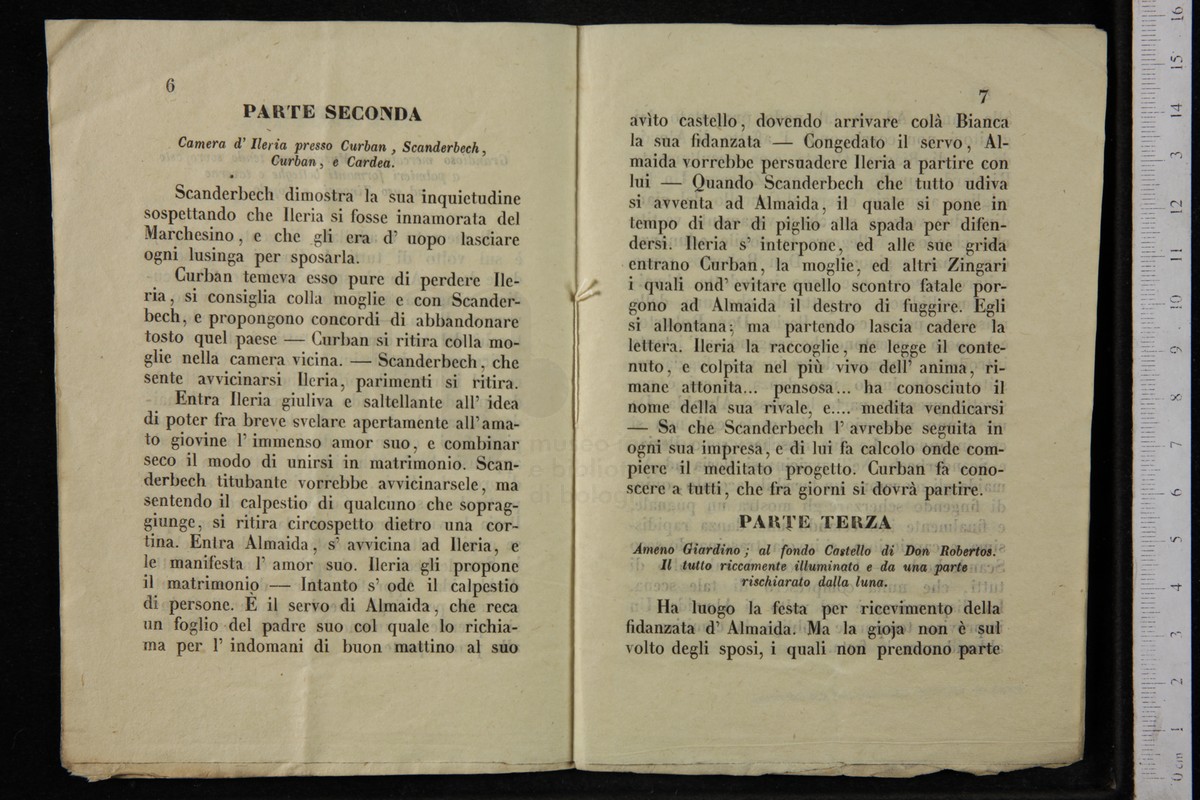 6
PARTE SECONDA
Camera d' Ileria presso Curban, Scanderbech,
Curban, e Cardea.
Scanderbech dimostra la sua inquietudine
sospettando che Ileria si fosse innamorata del
Marchesino, e che gli era d' uopo lasciare
ogni lusinga per sposarla.
Curban temeva esso pure di perdere Ile-
ria, si consiglia colla moglie e con Scander-
bech, e propongono concordi di abbandonare
tosto quel paese — Curban si ritira colla mo-
glie nella camera vicina. — Scanderbech, che
sente avvicinarsi Ileria, parimenti si ritira.
Entra Ileria giuliva e saltellante all' idea
di poter fra breve svelare apertamente all'ama-
to giovine l' immenso amor suo, e combinar
seco il modo di unirsi in matrimonio. Scan-
derbech titubante vorrebbe avvicinarsele, ma
sentendo il calpestio di qualcuno che soprag-
giunge, si ritira circospetto dietro una cor-
tina. Entra Almaida, s' avvicina ad Ileria, e
le manifesta l' amor suo. Ileria gli propone
il matrimonio — Intanto s' ode il calpestio
di persone. È il servo di Almaida, che reca
un foglio del padre suo col quale lo richia-
ma per l' indomani di buon mattino al suo
7
avìto castello, dovendo arrivare colà Bianca
la sua fidanzata — Congedato il servo, Al-
maida vorrebbe persuadere Ileria a partire con
lui — Quando Scanderbech che tutto udiva
si avventa ad Almaida, il quale si pone in
tempo di dar di piglio alla spada per difen-
dersi. Ileria s' interpone, ed alle sue grida
entrano Curban, la moglie, ed altri Zingari
i quali ond' evitare quello scontro fatale por-
gono ad Almaida il destro di fuggire. Egli
si allontana; ma partendo lascia cadere la
lettera. Ileria la raccoglie, ne legge il conte-
nuto, e colpita nel più vivo dell' anima, ri-
mane attonita... pensosa... ha conosciuto il
nome della sua rivale, e.... medita vendicarsi
— Sa che Scanderbech l' avrebbe seguita in
ogni sua impresa, e di lui fa calcolo onde com-
piere il meditato progetto. Curban fa cono-
scere a tutti, che fra giorni si dovrà partire.
PARTE TERZA
Ameno Giardino; al fondo Castello di Don Robertos.
Il tutto riccamente illuminato e da una parte
rischiarato dalla luna.
Ha luogo la festa per ricevimento della
fidanzata d' Almaida. Ma la gioja non è sul
volto degli sposi, i quali non prendono parte